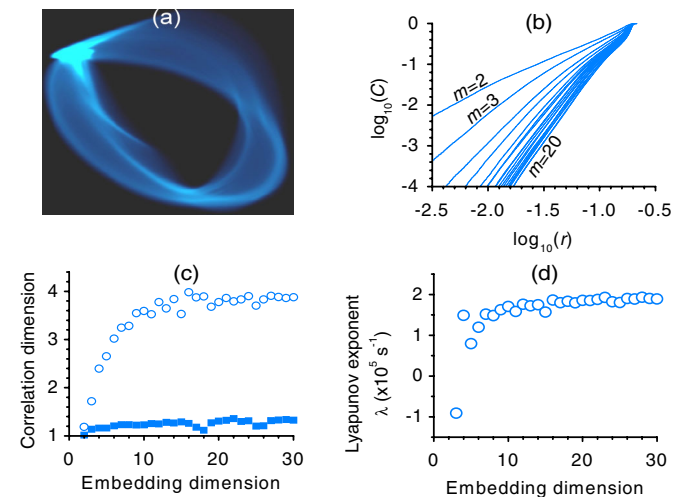 (a)
(b)
0
-1
-2
-3
-4
log10(C)
m=2
m=3
m=20
-2.5 -2.0 -1.5 -1.0 -0.5
log10(r)
(c)
4
3
2
1
Correlation dimension
0 10 20 30
Embedding dimension
(d)
2
1
0
-1
Lyapunov exponent
λ (x10⁵ s⁻¹)
0 10 20 30
Embedding dimension